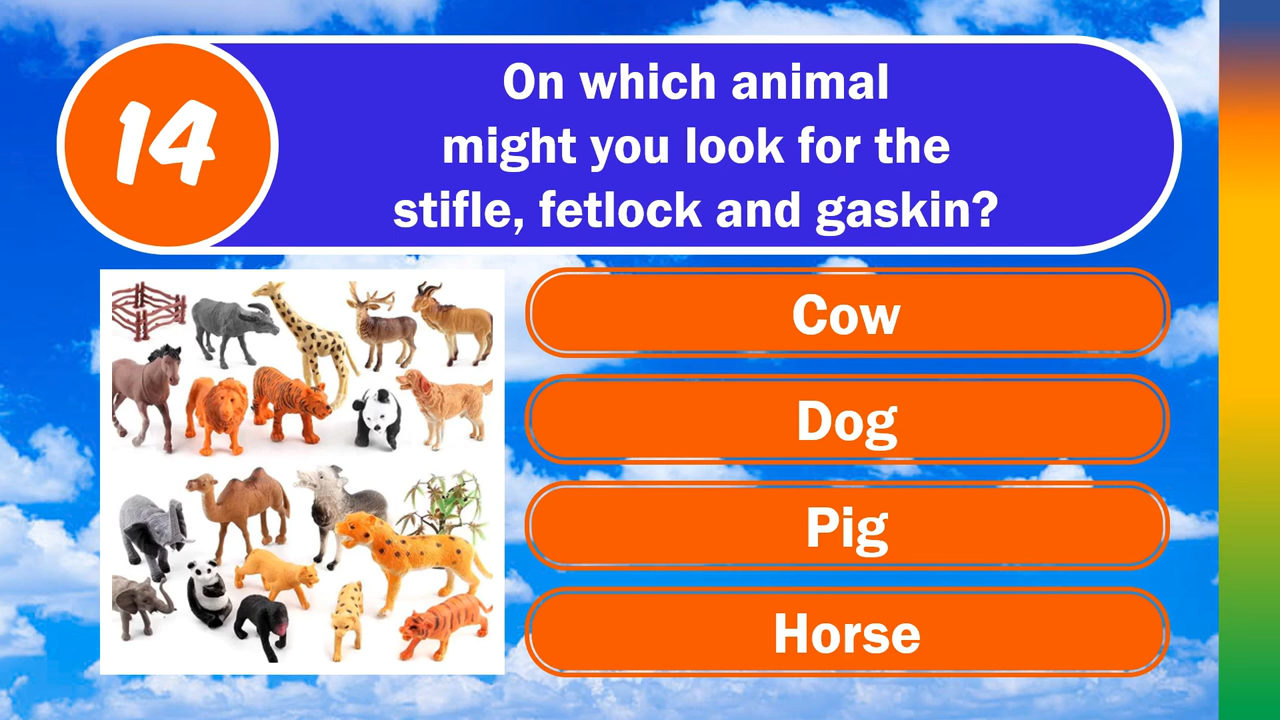 14
On which animal
might you look for the
stifle, fetlock and gaskin?
Cow
Dog
Pig
Horse